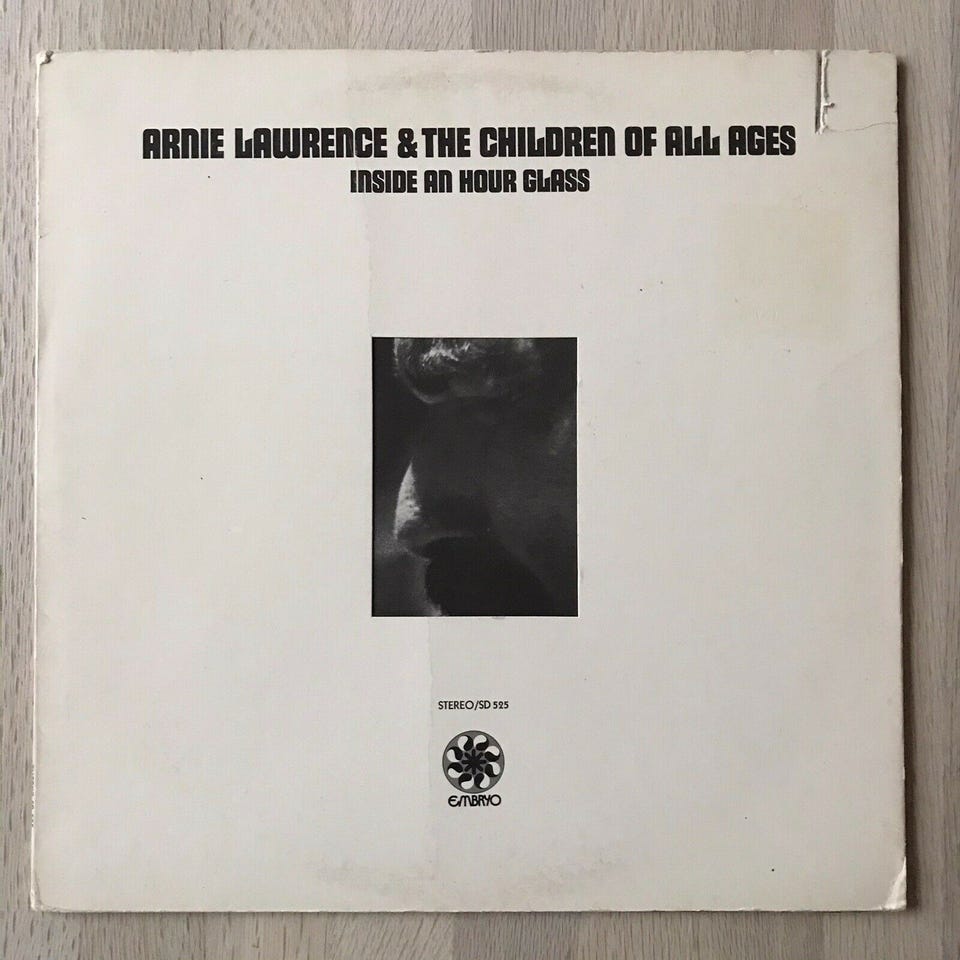 ARNIE LAWRENCE & THE CHILDREN OF ALL AGES
INSIDE AN HOUR GLASS
STEREO/SD 525
EMBRYO